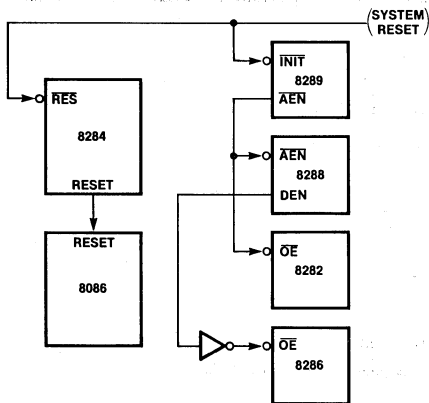 (SYSTEM
RESET)
INIT
8289
AEN
RES
8284
RESET
AEN
8288
DEN
RESET
8086
OE
8282
OE
8286